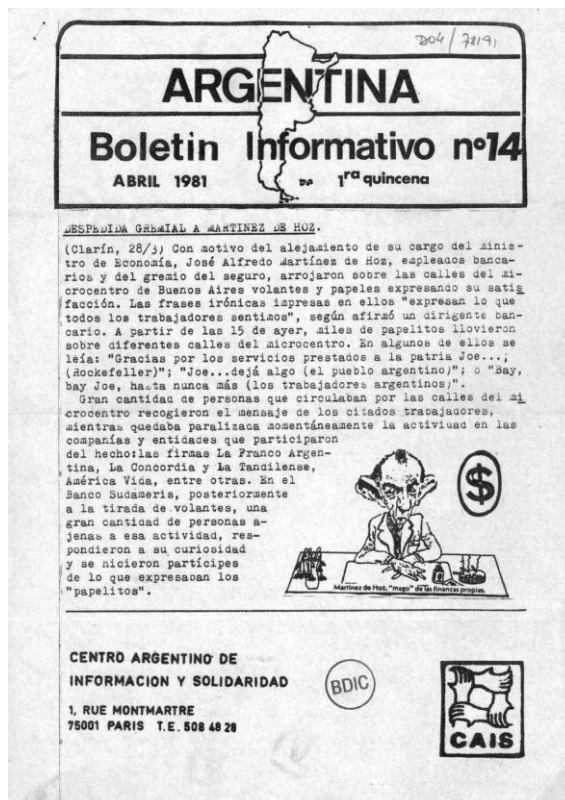 D04/78191
ARGENTINA
Boletin Informativo nº14
ABRIL 1981 DE 1ra quincena
DESPEDIDA GREMIAL A MARTINEZ DE HOZ.
(Clarín, 28/3) Con motivo del alejamiento de su cargo del minis-
tro de Economía, José Alfredo Martínez de Hoz, empleados banca-
rios y del gremio del seguro, arrojaron sobre las calles del mi-
crocentro de Buenos Aires volantes y papeles expresando su satis
facción. Las frases irónicas impresas en ellos "expresan lo que
todos los trabajadores sentimos", según afirmó un dirigente ban-
cario. A partir de las 15 de ayer, miles de papelitos llovieron
sobre diferentes calles del microcentro. En algunos de ellos se
leía: "Gracias por los servicios prestados a la patria Joe...;
(Rockefeller)"; "Joe...dejá algo (el pueblo argentino)"; o "Bay,
bay Joe, hasta nunca más (los trabajadores argentinos)".
Gran cantidad de personas que circulaban por las calles del mi
crocentro recogieron el mensaje de los citados trabajadores,
mientras quedaba paralizada momentáneamente la actividad en las
compañías y entidades que participaron
del hecho:las firmas La Franco Argen-
tina, La Concordia y La Tandilense,
América Vida, entre otras. En el
Banco Sudameris, posteriormente
a la tirada de volantes, una
gran cantidad de personas a-
jenas a esa actividad, res-
pondieron a su curiosidad
y se hicieron partícipes
de lo que expresaban los
"papelitos".
$
Martínez de Hoz, "mago" de las finanzas propias.
CENTRO ARGENTINO DE
INFORMACION Y SOLIDARIDAD
1, RUE MONTMARTRE
75001 PARIS T.E. 508 48 28
BDIC
CAIS